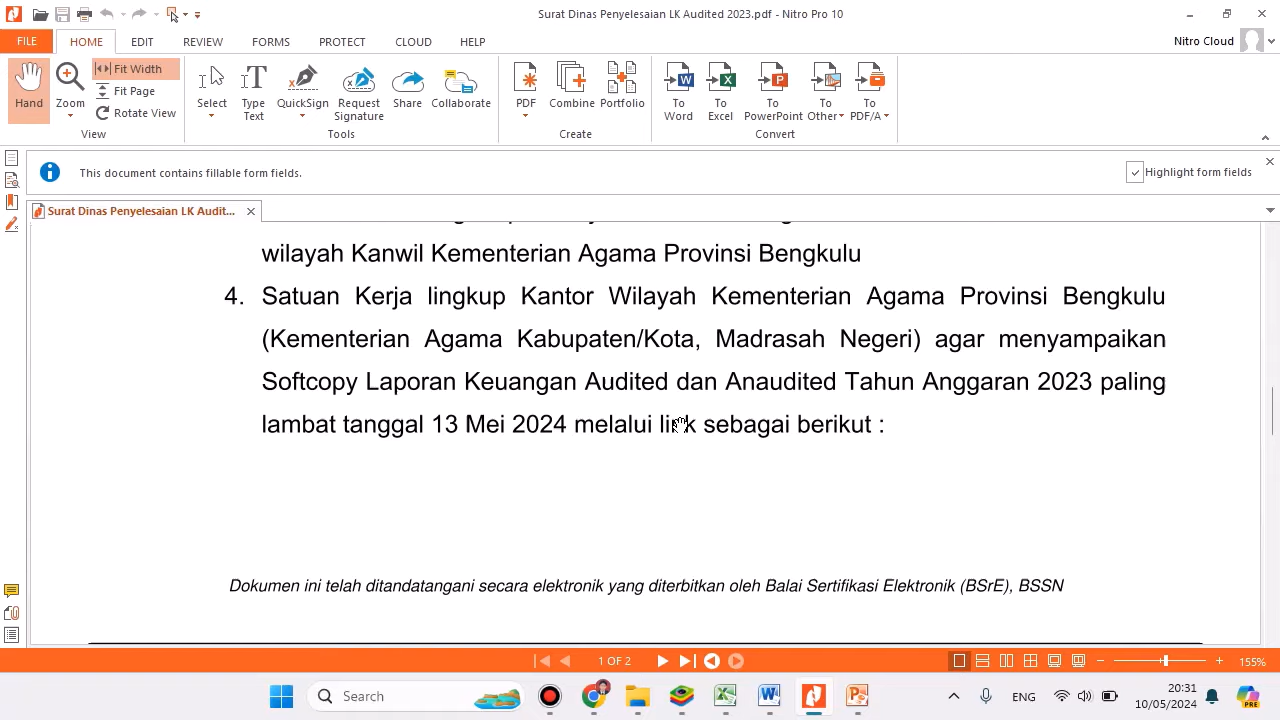 Surat Dinas Penyelesaian LK Audited 2023.pdf - Nitro Pro 10
FILE HOME EDIT REVIEW FORMS PROTECT CLOUD HELP Nitro Cloud
Hand
Zoom
Fit Width
Fit Page
Rotate View
View
Select
Type Text
QuickSign
Request Signature
Share
Collaborate
Tools
PDF
Combine
Portfolio
Create
To Word
To Excel
To PowerPoint
To Other
To PDF/A
Convert
This document contains fillable form fields. Highlight form fields
Surat Dinas Penyelesaian LK Audit...
wilayah Kanwil Kementerian Agama Provinsi Bengkulu
4. Satuan Kerja lingkup Kantor Wilayah Kementerian Agama Provinsi Bengkulu
(Kementerian Agama Kabupaten/Kota, Madrasah Negeri) agar menyampaikan
Softcopy Laporan Keuangan Audited dan Anaudited Tahun Anggaran 2023 paling
lambat tanggal 13 Mei 2024 melalui link sebagai berikut :
Dokumen ini telah ditandatangani secara elektronik yang diterbitkan oleh Balai Sertifikasi Elektronik (BSrE), BSSN
1 OF 2
155%
Search
ENG
20:31
10/05/2024
PRE